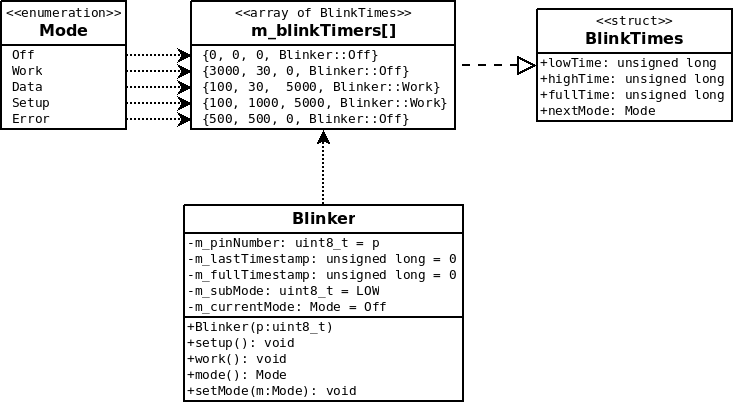 <<enumeration>>
Mode
Off
Work
Data
Setup
Error
<<array of BlinkTimes>>
m_blinkTimers[]
{0, 0, 0, Blinker::Off}
{3000, 30, 0, Blinker::Off}
{100, 30,  5000, Blinker::Work}
{100, 1000, 5000, Blinker::Work}
{500, 500, 0, Blinker::Off}
<<struct>>
BlinkTimes
+lowTime: unsigned long
+highTime: unsigned long
+fullTime: unsigned long
+nextMode: Mode
Blinker
-m_pinNumber: uint8_t = p
-m_lastTimestamp: unsigned long = 0
-m_fullTimestamp: unsigned long = 0
-m_subMode: uint8_t = LOW
-m_currentMode: Mode = Off
+Blinker(p:uint8_t)
+setup(): void
+work(): void
+mode(): Mode
+setMode(m:Mode): void